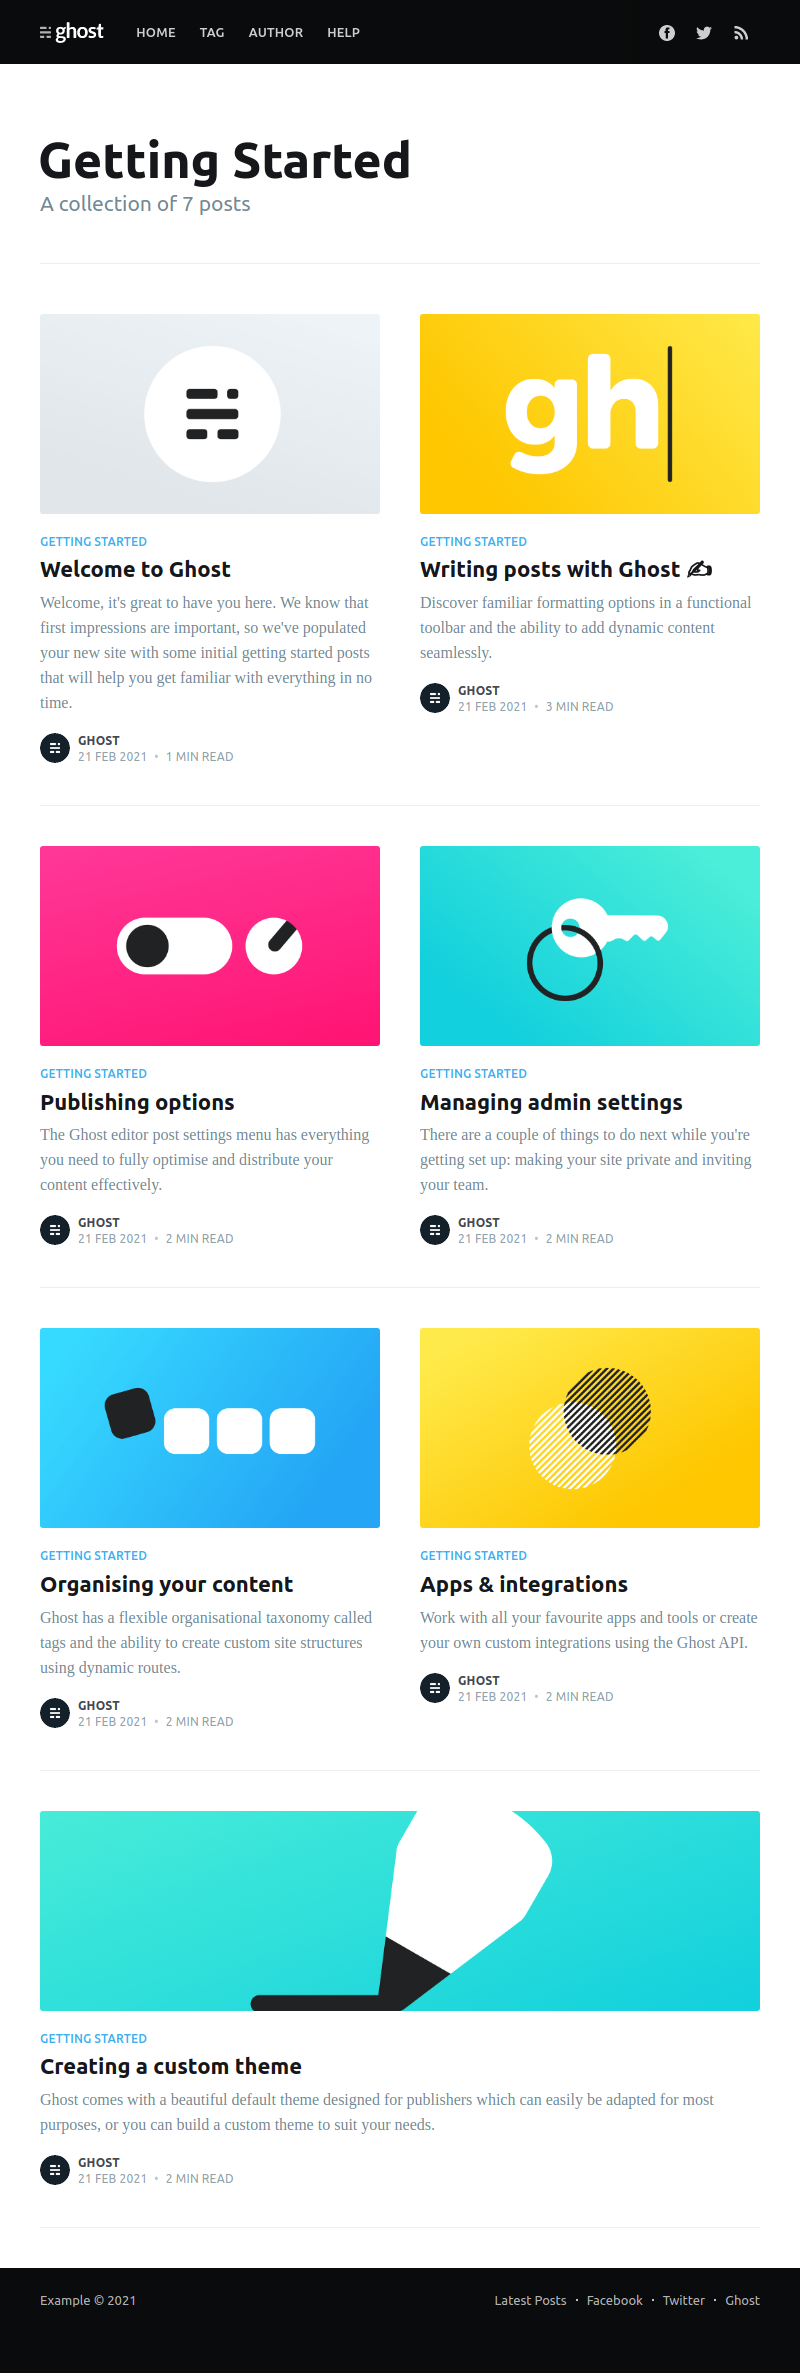 ghost HOME TAG AUTHOR HELP
Getting Started
A collection of 7 posts
gh
GETTING STARTED
Welcome to Ghost
Welcome, it's great to have you here. We know that
first impressions are important, so we've populated
your new site with some initial getting started posts
that will help you get familiar with everything in no
time.
GHOST
21 FEB 2021 • 1 MIN READ
GETTING STARTED
Writing posts with Ghost ✍
Discover familiar formatting options in a functional
toolbar and the ability to add dynamic content
seamlessly.
GHOST
21 FEB 2021 • 3 MIN READ
GETTING STARTED
Publishing options
The Ghost editor post settings menu has everything
you need to fully optimise and distribute your
content effectively.
GHOST
21 FEB 2021 • 2 MIN READ
GETTING STARTED
Managing admin settings
There are a couple of things to do next while you're
getting set up: making your site private and inviting
your team.
GHOST
21 FEB 2021 • 2 MIN READ
GETTING STARTED
Organising your content
Ghost has a flexible organisational taxonomy called
tags and the ability to create custom site structures
using dynamic routes.
GHOST
21 FEB 2021 • 2 MIN READ
GETTING STARTED
Apps & integrations
Work with all your favourite apps and tools or create
your own custom integrations using the Ghost API.
GHOST
21 FEB 2021 • 2 MIN READ
GETTING STARTED
Creating a custom theme
Ghost comes with a beautiful default theme designed for publishers which can easily be adapted for most
purposes, or you can build a custom theme to suit your needs.
GHOST
21 FEB 2021 • 2 MIN READ
Example © 2021
Latest Posts • Facebook • Twitter • Ghost